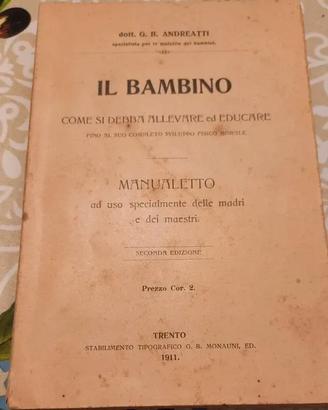 dott. G. B. ANDREATTI
specialista per le malattie dei bambini.
IL BAMBINO
COME SI DEBBA ALLEVARE ed EDUCARE
FINO AL SUO COMPLETO SVILUPPO FISICO MORALE.
MANUALETTO
ad uso specialmente delle madri
e dei maestri.
SECONDA EDIZIONE
Prezzo Cor. 2.
TRENTO
STABILIMENTO TIPOGRAFICO G. B. MONAUNI, ED.
1911.